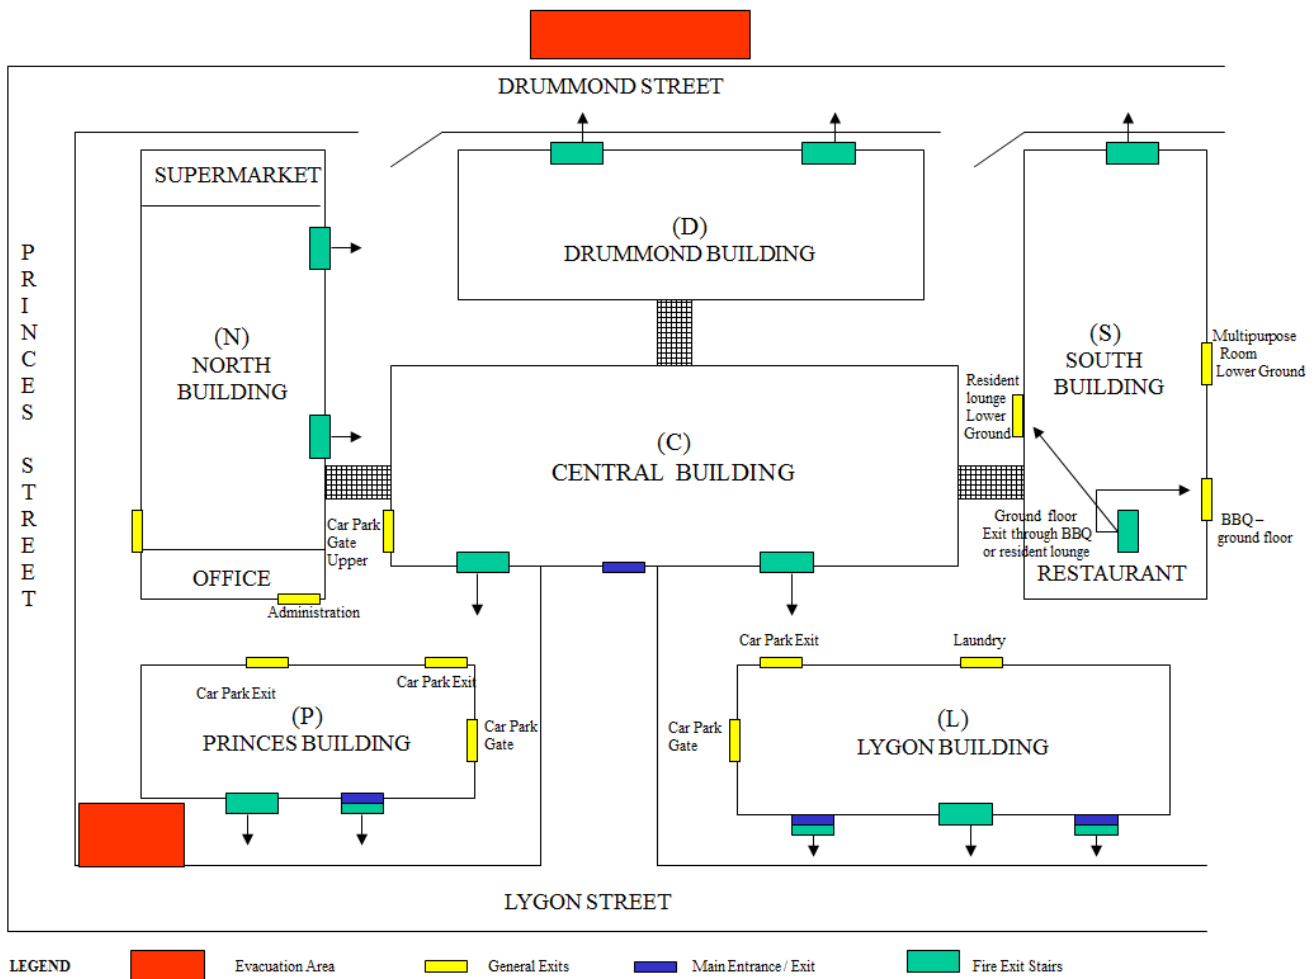 DRUMMOND STREET
SUPERMARKET
(D)
DRUMMOND BUILDING
PRINCES STREET
(N)
NORTH
BUILDING
(S)
SOUTH
BUILDING
Multipurpose
Room
Lower Ground
Resident
lounge
Lower
Ground
(C)
CENTRAL BUILDING
Car Park
Gate
Upper
Ground floor
Exit through BBQ
or resident lounge
BBQ –
ground floor
RESTAURANT
OFFICE
Administration
Car Park Exit
Car Park Exit
(P)
PRINCES BUILDING
Car Park
Gate
Car Park Exit
Laundry
Car Park
Gate
(L)
LYGON BUILDING
LYGON STREET
LEGEND
Evacuation Area
General Exits
Main Entrance / Exit
Fire Exit Stairs